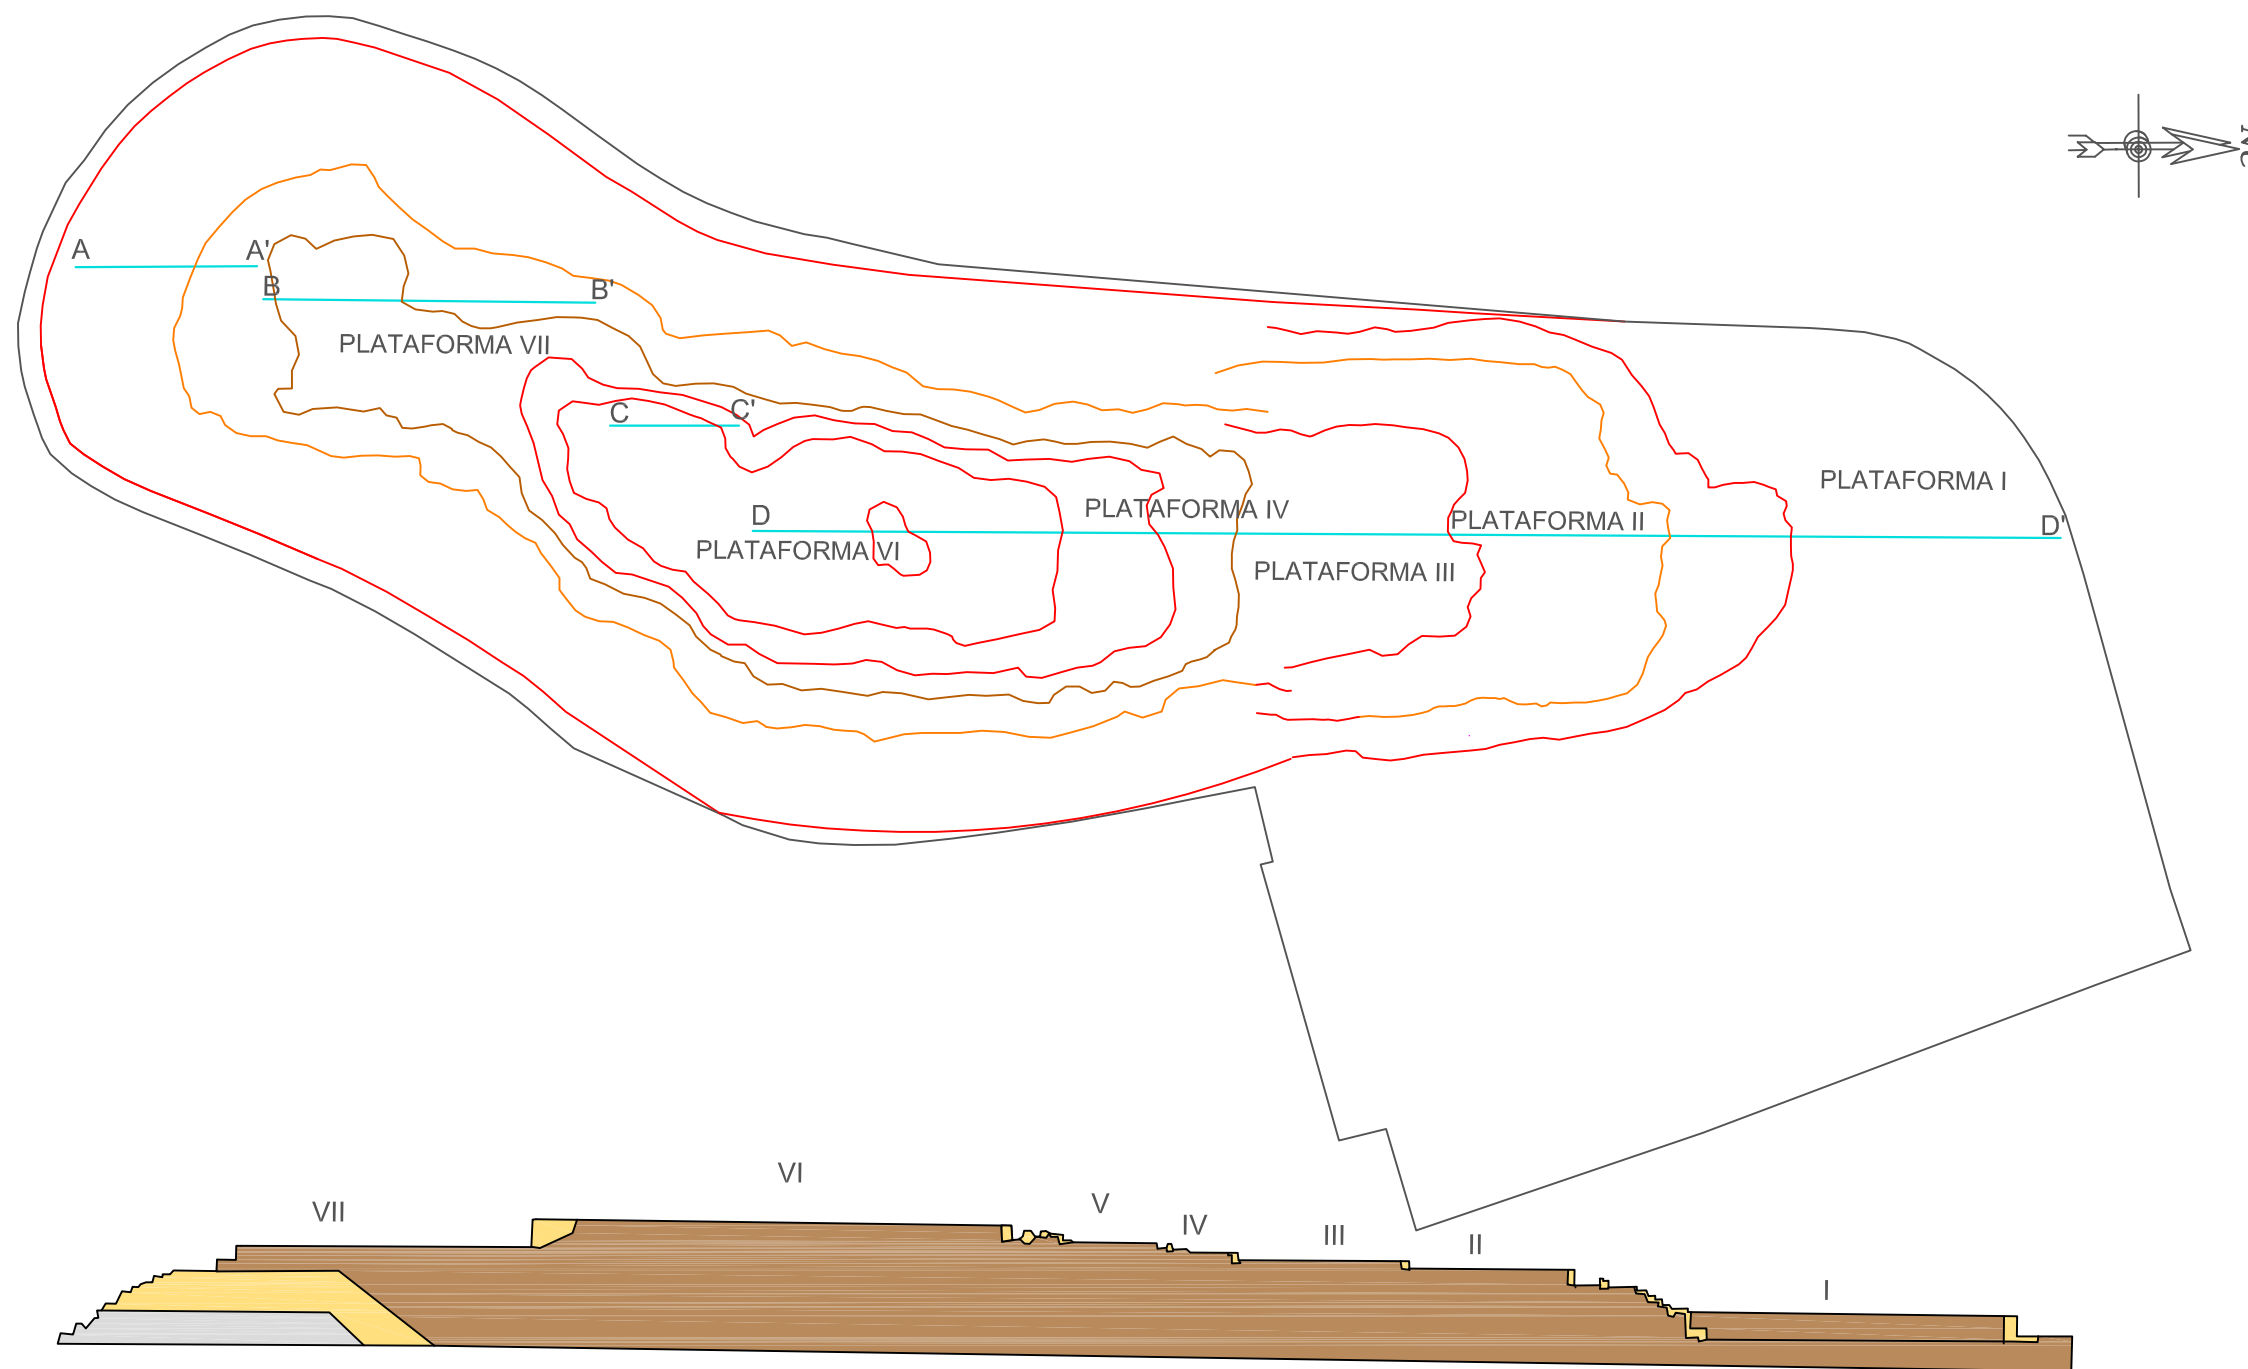 A
A'
B
B'
PLATAFORMA VII
C
C'
D
PLATAFORMA VI
PLATAFORMA IV
PLATAFORMA III
PLATAFORMA II
PLATAFORMA I
D'
VII
VI
V
IV
III
II
I